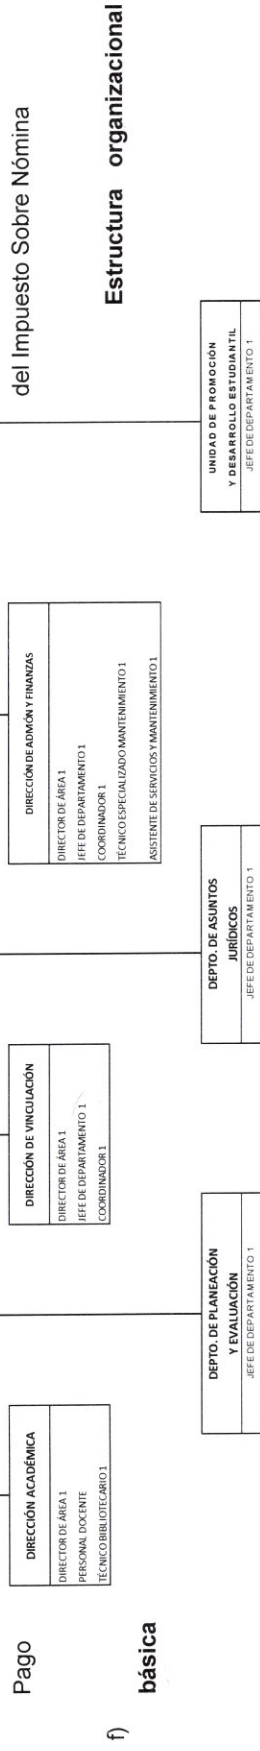 Pago del Impuesto Sobre Nómina
f) Estructura organizacional
básica
DIRECCIÓN ACADÉMICA
DIRECTOR DE ÁREA 1
PERSONAL DOCENTE
TÉCNICO BIBLIOTECARIO 1
DIRECCIÓN DE VINCULACIÓN
DIRECTOR DE ÁREA 1
JEFE DE DEPARTAMENTO 1
COORDINADOR 1
DIRECCIÓN DE ADMÓN Y FINANZAS
DIRECTOR DE ÁREA 1
JEFE DE DEPARTAMENTO 1
COORDINADOR 1
TÉCNICO ESPECIALIZADO MANTENIMIENTO 1
ASISTENTE DE SERVICIOS Y MANTENIMIENTO 1
DEPTO. DE PLANEACIÓN
Y EVALUACIÓN
JEFE DE DEPARTAMENTO 1
DEPTO. DE ASUNTOS
JURÍDICOS
JEFE DE DEPARTAMENTO 1
UNIDAD DE PROMOCIÓN
Y DESARROLLO ESTUDIANTIL
JEFE DE DEPARTAMENTO 1